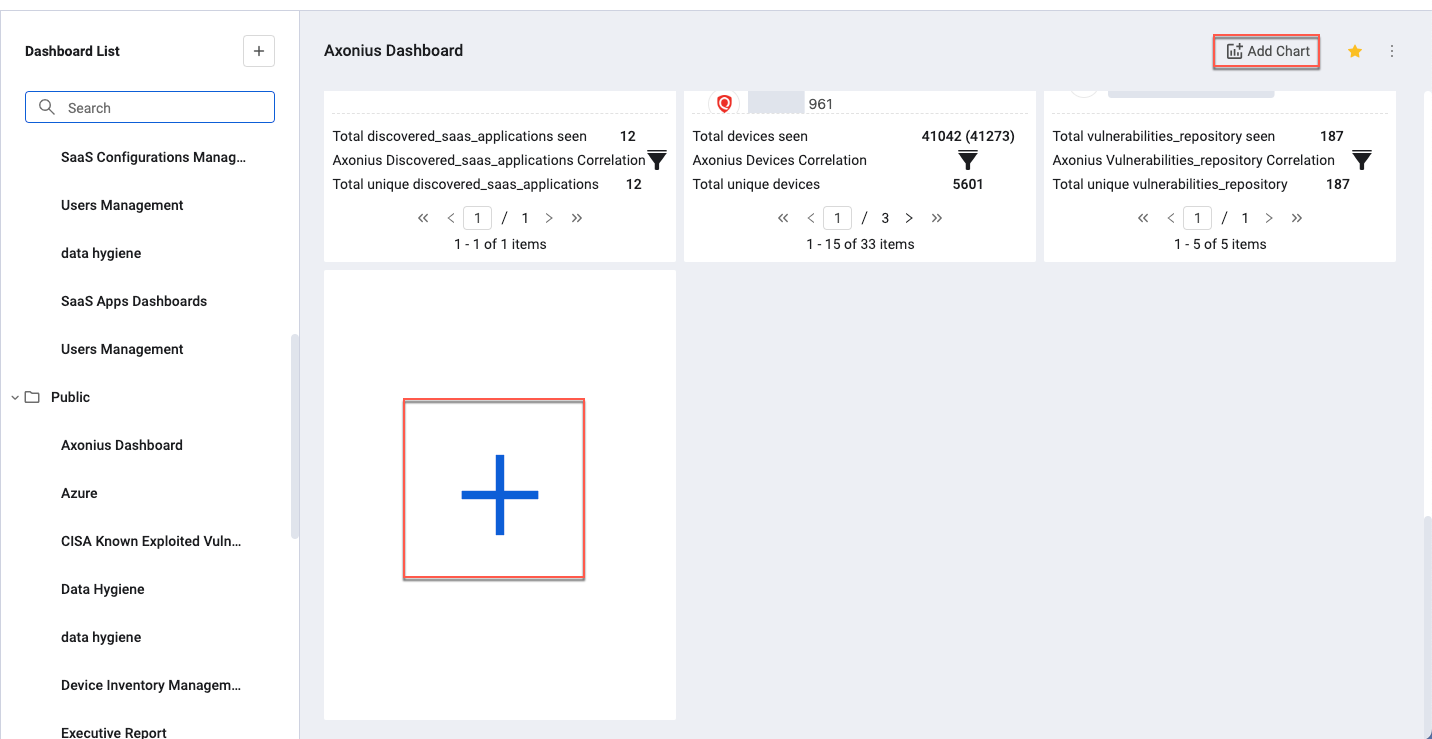 Dashboard List
+
Search
SaaS Configurations Manag...
Users Management
data hygiene
SaaS Apps Dashboards
Users Management
Public
Axonius Dashboard
Azure
CISA Known Exploited Vuln...
Data Hygiene
data hygiene
Device Inventory Managem...
Executive Report
Axonius Dashboard
Add Chart
Total discovered_saas_applications seen 12
Axonius Discovered_saas_applications Correlation
Total unique discovered_saas_applications 12
« < 1 / 1 > »
1 - 1 of 1 items
961
Total devices seen 41042 (41273)
Axonius Devices Correlation
Total unique devices 5601
« < 1 / 3 > »
1 - 15 of 33 items
Total vulnerabilities_repository seen 187
Axonius Vulnerabilities_repository Correlation
Total unique vulnerabilities_repository 187
« < 1 / 1 > »
1 - 5 of 5 items